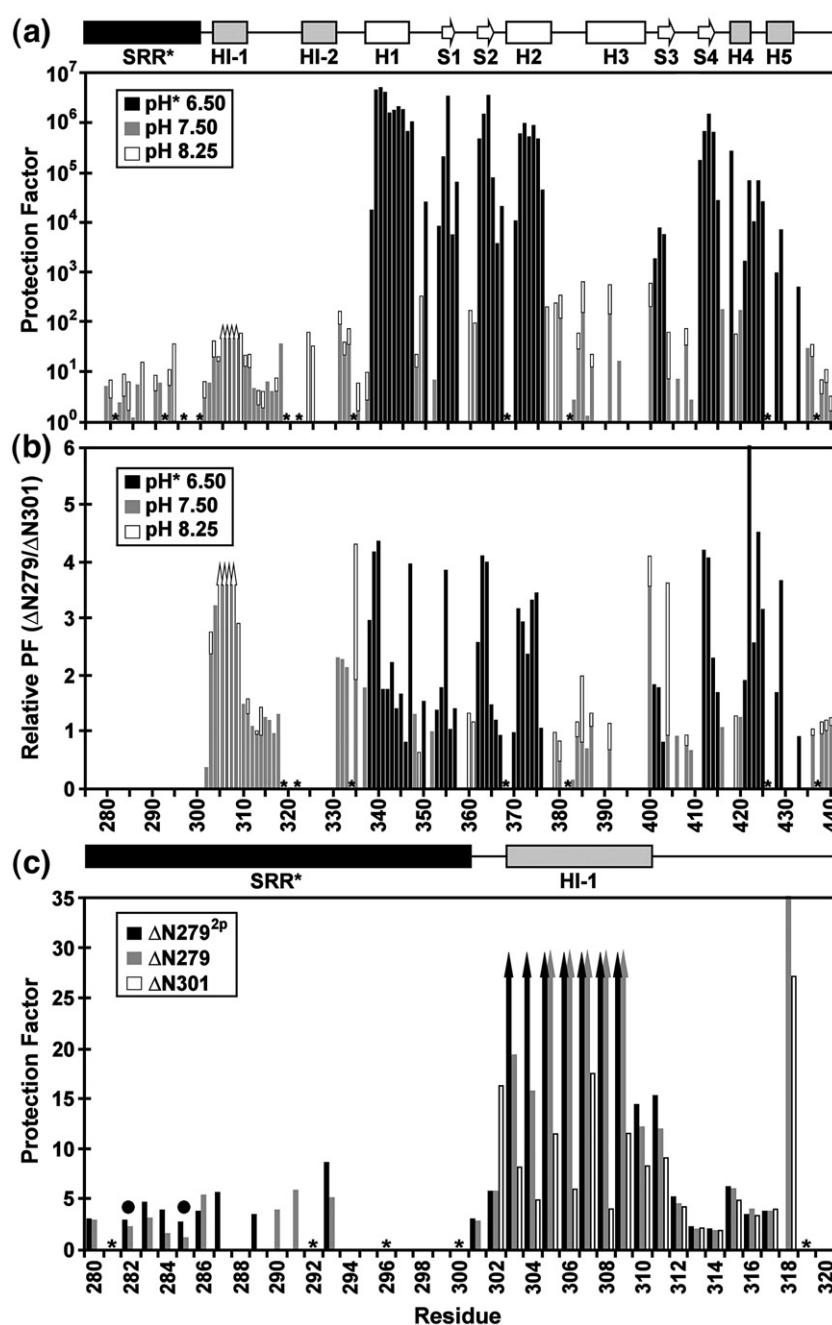 (a)
SRR* HI-1 HI-2 H1 S1 S2 H2 H3 S3 S4 H4 H5
10⁷
10⁶
10⁵
10⁴
10³
10²
10¹
10⁰
Protection Factor
pH* 6.50
pH 7.50
pH 8.25
* * * * * * * * * * *
(b)
6
5
4
3
2
1
0
Relative PF (ΔN279/ΔN301)
pH* 6.50
pH 7.50
pH 8.25
* * * * * * *
280 290 300 310 320 330 340 350 360 370 380 390 400 410 420 430 440
(c)
SRR* HI-1
35
30
25
20
15
10
5
0
Protection Factor
ΔN279²ᵖ
ΔN279
ΔN301
* * * * *
280 282 284 286 288 290 292 294 296 298 300 302 304 306 308 310 312 314 316 318 320
Residue